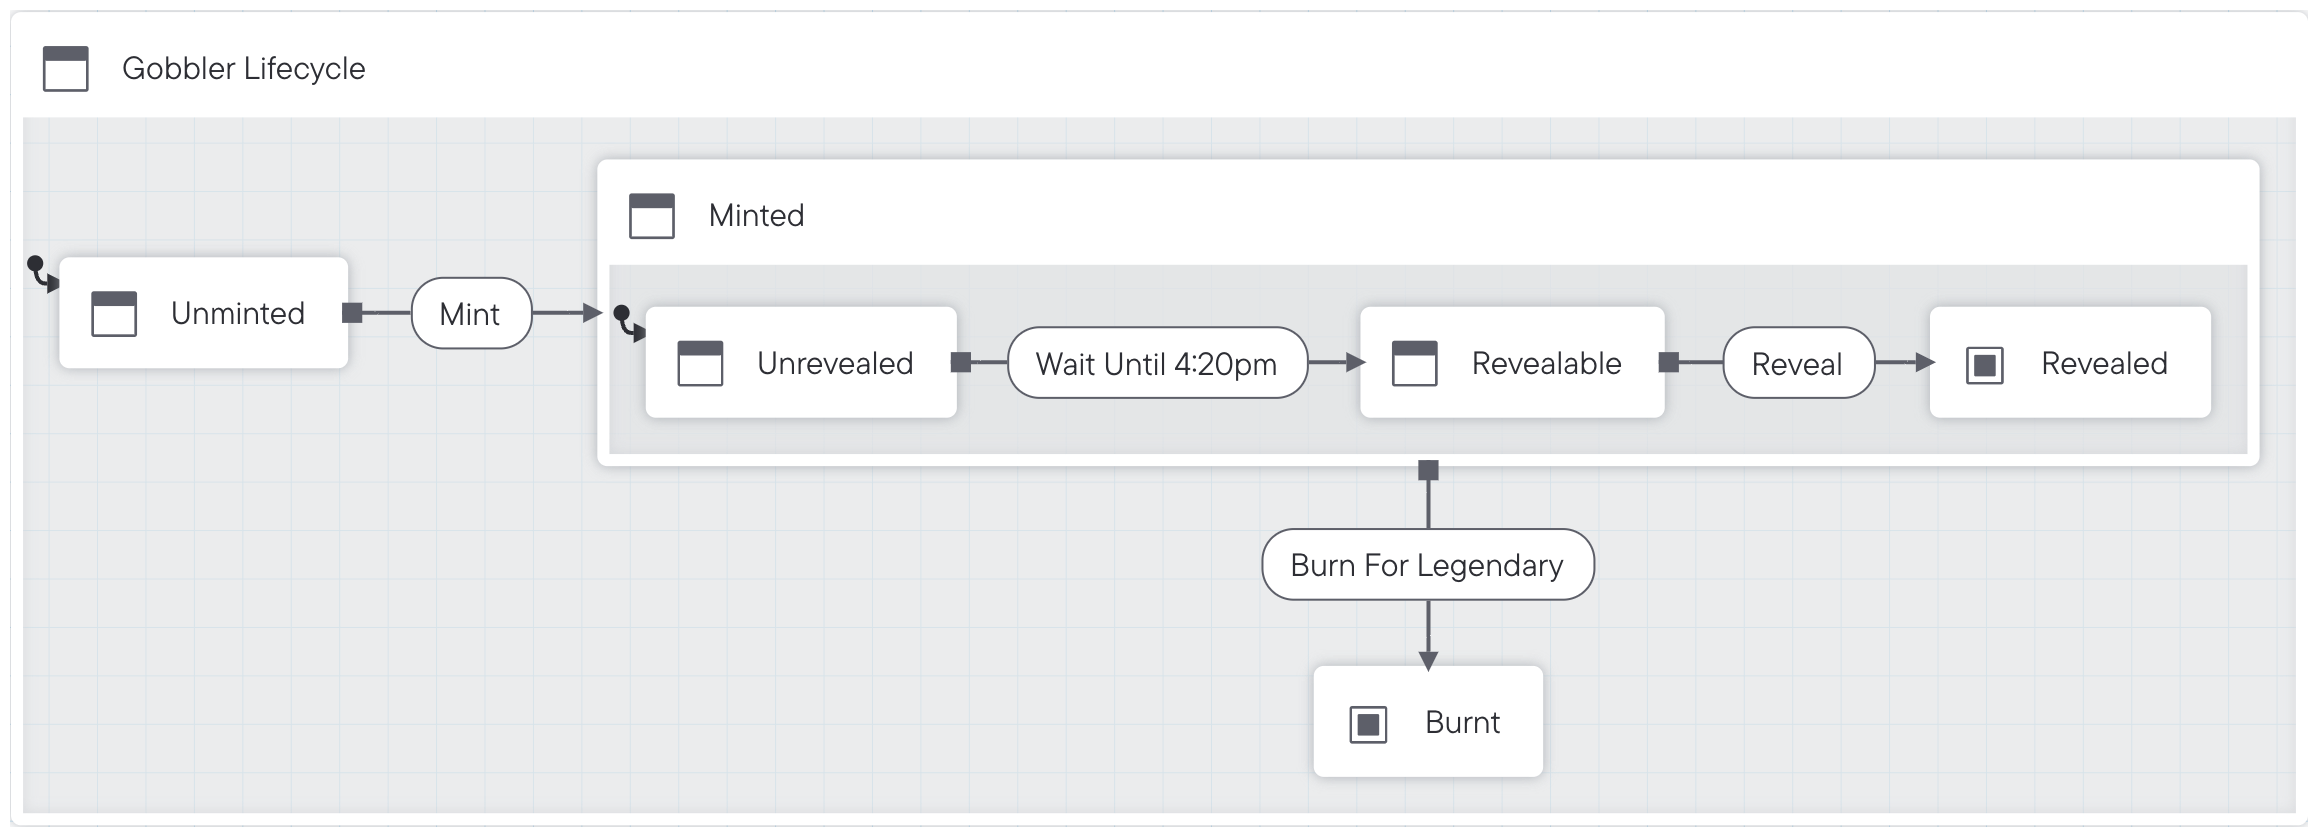 Gobbler Lifecycle
Minted
Unminted
Mint
Unrevealed
Wait Until 4:20pm
Revealable
Reveal
Revealed
Burn For Legendary
Burnt